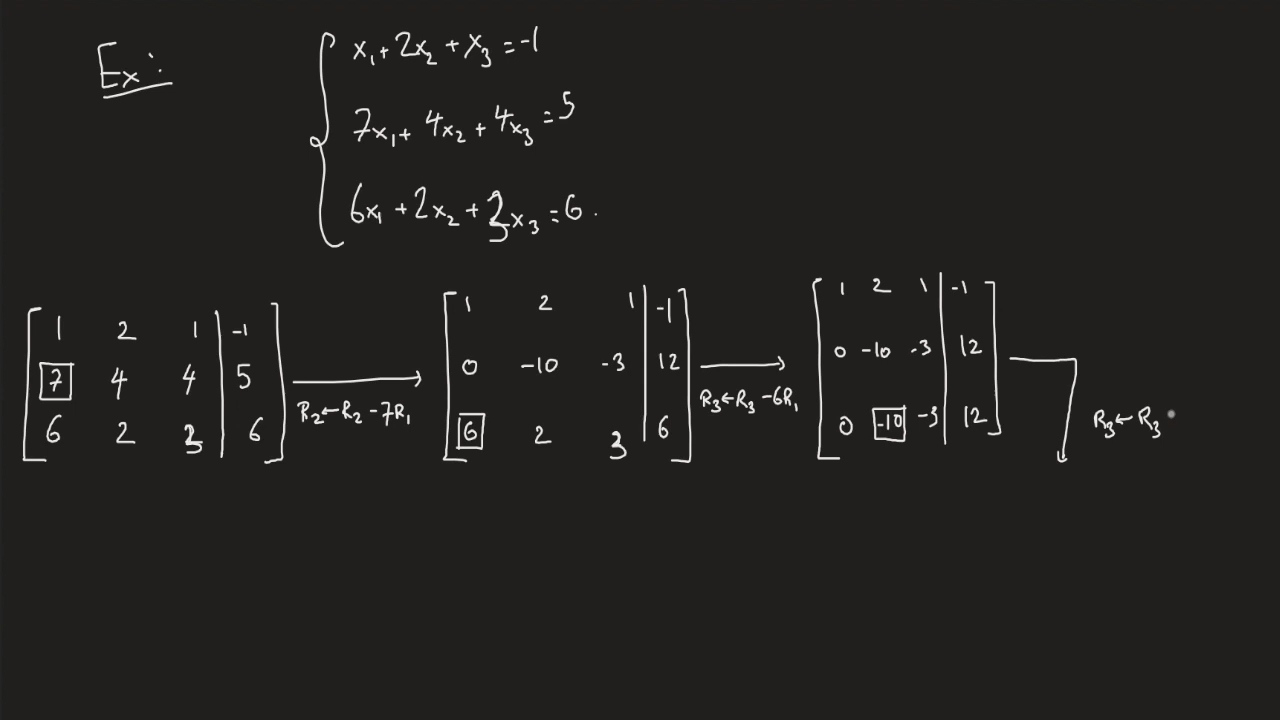 Ex:
x₁ + 2x₂ + x₃ = -1
7x₁ + 4x₂ + 4x₃ = 5
6x₁ + 2x₂ + 3x₃ = 6.
1 2 1 | -1
7 4 4 | 5
6 2 3 | 6
R₂ ← R₂ - 7R₁
1 2 1 | -1
0 -10 -3 | 12
6 2 3 | 6
R₃ ← R₃ - 6R₁
1 2 1 | -1
0 -10 -3 | 12
0 -10 -3 | 12
R₃ ← R₃